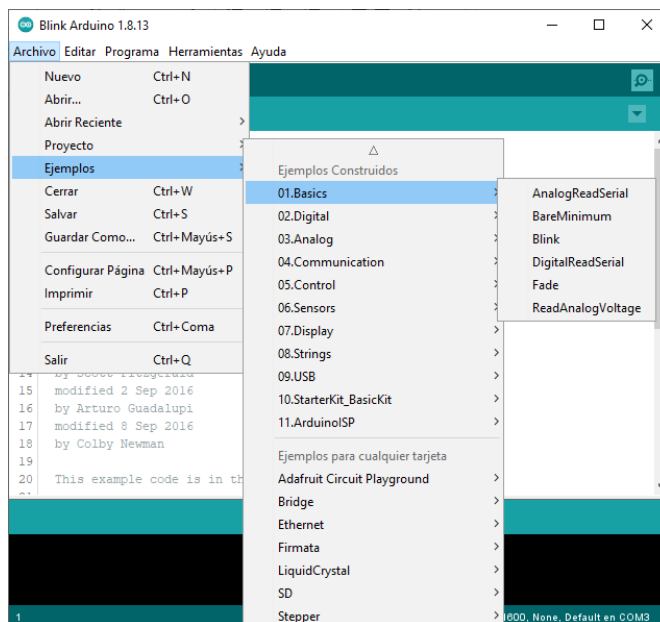 Blink Arduino 1.8.13
Archivo Editar Programa Herramientas Ayuda
Nuevo Ctrl+N
Abrir... Ctrl+O
Abrir Reciente
Proyecto
Ejemplos
Cerrar Ctrl+W
Salvar Ctrl+S
Guardar Como... Ctrl+Mayús+S
Configurar Página Ctrl+Mayús+P
Imprimir Ctrl+P
Preferencias Ctrl+Coma
Salir Ctrl+Q
Ejemplos Construidos
01.Basics
02.Digital
03.Analog
04.Communication
05.Control
06.Sensors
07.Display
08.Strings
09.USB
10.StarterKit_BasicKit
11.ArduinoISP
Ejemplos para cualquier tarjeta
Adafruit Circuit Playground
Bridge
Ethernet
Firmata
LiquidCrystal
SD
Stepper
AnalogReadSerial
BareMinimum
Blink
DigitalReadSerial
Fade
ReadAnalogVoltage
14 by Scott Fitzgerald
15 modified 2 Sep 2016
16 by Arturo Guadalupi
17 modified 8 Sep 2016
18 by Colby Newman
19
20 This example code is in th
1 1600, None, Default en COM3